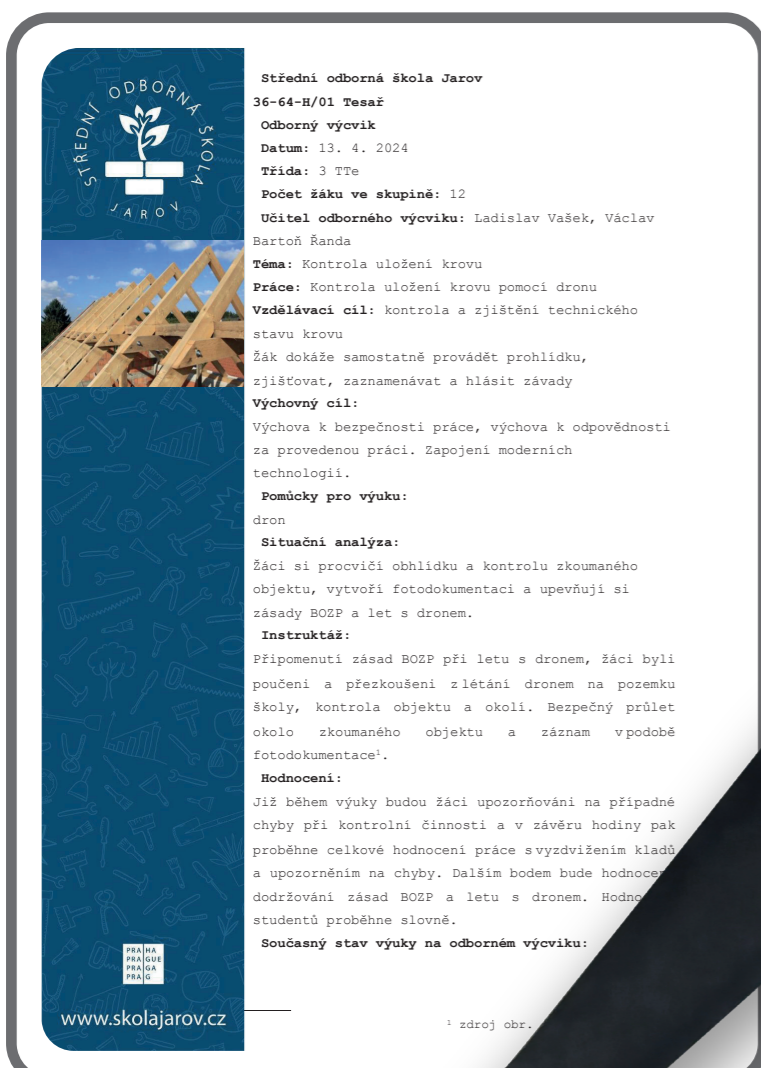 STŘEDNÍ ODBORNÁ ŠKOLA
JAROV
Střední odborná škola Jarov
36-64-H/01 Tesař
Odborný výcvik
Datum: 13. 4. 2024
Třída: 3 TTe
Počet žáku ve skupině: 12
Učitel odborného výcviku: Ladislav Vašek, Václav
Bartoň Řanda
Téma: Kontrola uložení krovu
Práce: Kontrola uložení krovu pomocí dronu
Vzdělávací cíl: kontrola a zjištění technického
stavu krovu
Žák dokáže samostatně provádět prohlídku,
zjišťovat, zaznamenávat a hlásit závady
Výchovný cíl:
Výchova k bezpečnosti práce, výchova k odpovědnosti
za provedenou práci. Zapojení moderních
technologií.
Pomůcky pro výuku:
dron
Situační analýza:
Žáci si procvičí obhlídku a kontrolu zkoumaného
objektu, vytvoří fotodokumentaci a upevňují si
zásady BOZP a let s dronem.
Instruktáž:
Připomenutí zásad BOZP při letu s dronem, žáci byli
poučeni a přezkoušeni z létání dronem na pozemku
školy, kontrola objektu a okolí. Bezpečný průlet
okolo zkoumaného objektu a záznam v podobě
fotodokumentace¹.
Hodnocení:
Již během výuky budou žáci upozorňováni na případné
chyby při kontrolní činnosti a v závěru hodiny pak
proběhne celkové hodnocení práce s vyzdvižením kladů
a upozorněním na chyby. Dalším bodem bude
dodržování zásad BOZP a letu s dronem.
studentů proběhne slovně.
Současný stav výuky na odborném výcviku:
PRA HA
PRA GUE
PRA GA
PRA G
www.skolajarov.cz
¹ zdroj obr.